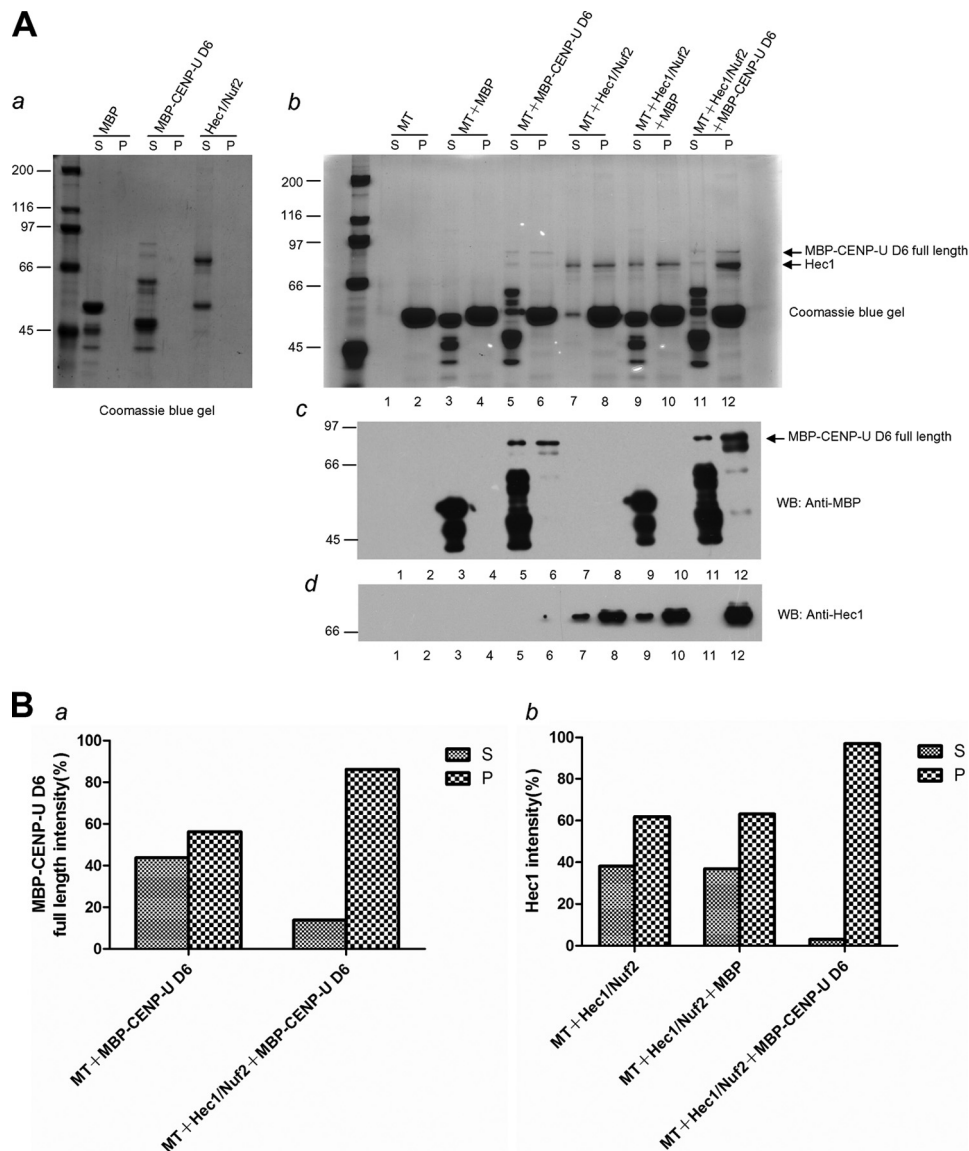 A
a
MBP
MBP-CENP-U D6
Hec1/Nuf2
S P S P S P
200
116
97
66
45
Coomassie blue gel
b
MT
MT+MBP
MT+MBP-CENP-U D6
MT+Hec1/Nuf2
MT+Hec1/Nuf2
+MBP
MT+Hec1/Nuf2
+MBP-CENP-U D6
S P S P S P S P S P S P
200
116
97
66
45
MBP-CENP-U D6 full length
Hec1
Coomassie blue gel
1 2 3 4 5 6 7 8 9 10 11 12
c
97
66
45
MBP-CENP-U D6 full length
WB: Anti-MBP
1 2 3 4 5 6 7 8 9 10 11 12
d
66
WB: Anti-Hec1
1 2 3 4 5 6 7 8 9 10 11 12
B
a
MBP-CENP-U D6
full length intensity(%)
100
80
60
40
20
0
S
P
MT+MBP-CENP-U D6
MT+Hec1/Nuf2+MBP-CENP-U D6
b
Hec1 intensity(%)
100
80
60
40
20
0
S
P
MT+Hec1/Nuf2
MT+Hec1/Nuf2+MBP
MT+Hec1/Nuf2+MBP-CENP-U D6